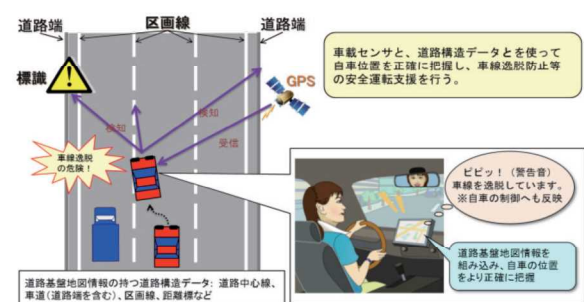 道路端
区画線
道路端
標識
GPS
検知
検知
受信
車線逸脱
の危険！
車載センサと、道路構造データとを使って
自車位置を正確に把握し、車線逸脱防止等
の安全運転支援を行う。
ピピッ！（警告音）
車線を逸脱しています。
※自車の制御へも反映
道路基盤地図情報を
組み込み、自車の位置
をより正確に把握
道路基盤地図情報の持つ道路構造データ: 道路中心線、
車道(道路端を含む)、区画線、距離標など